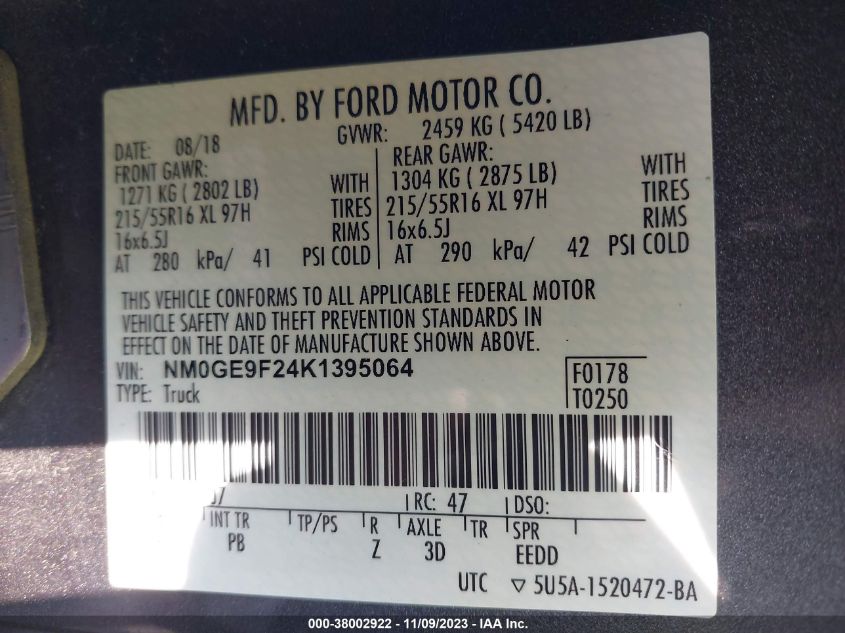 MFD. BY FORD MOTOR CO.
DATE: 08/18 GVWR: 2459 KG ( 5420 LB)
FRONT GAWR: REAR GAWR:
1271 KG ( 2802 LB) WITH 1304 KG ( 2875 LB) WITH
215/55R16 XL 97H TIRES 215/55R16 XL 97H TIRES
16x6.5J RIMS 16x6.5J RIMS
AT 280 kPa/ 41 PSI COLD AT 290 kPa/ 42 PSI COLD
THIS VEHICLE CONFORMS TO ALL APPLICABLE FEDERAL MOTOR
VEHICLE SAFETY AND THEFT PREVENTION STANDARDS IN
EFFECT ON THE DATE OF MANUFACTURE SHOWN ABOVE.
VIN: NM0GE9F24K1395064 F0178
TYPE: Truck T0250
RC: 47 DSO:
INT TR TP/PS R AXLE TR SPR
PB Z 3D EEDD
UTC ▽ 5U5A-1520472-BA
000-38002922 - 11/09/2023 - IAA Inc.